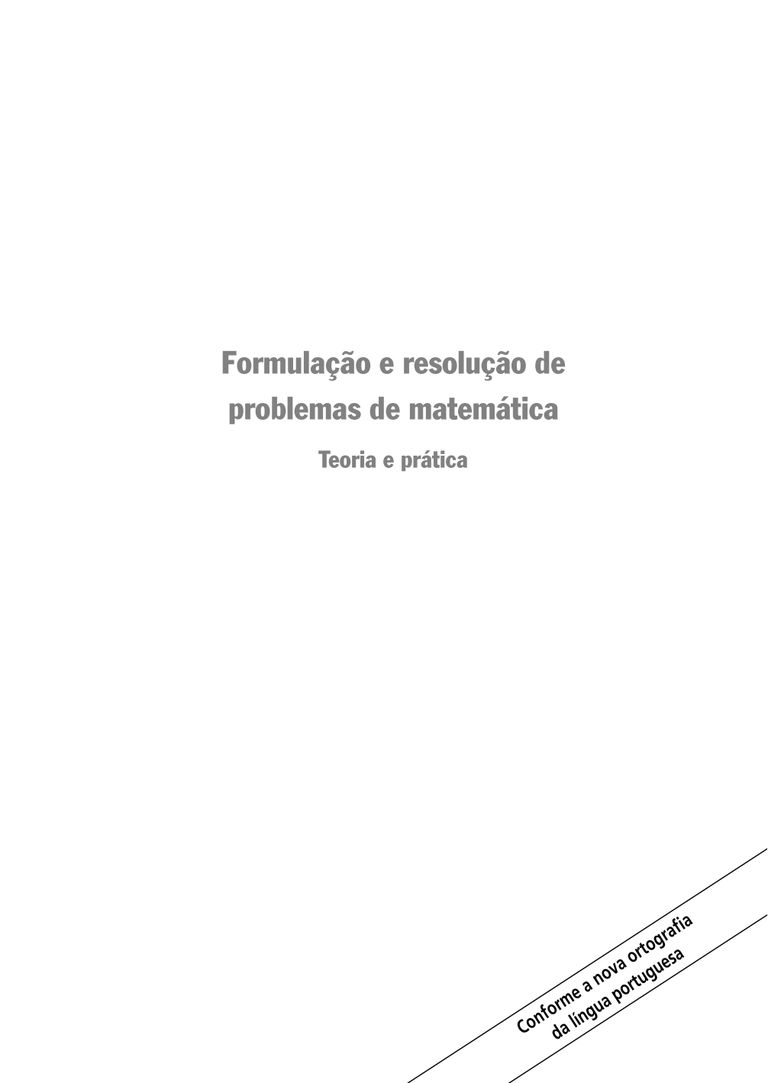 Formulação e resolução de
problemas de matemática
Teoria e prática
Conforme a nova ortografia
da língua portuguesa